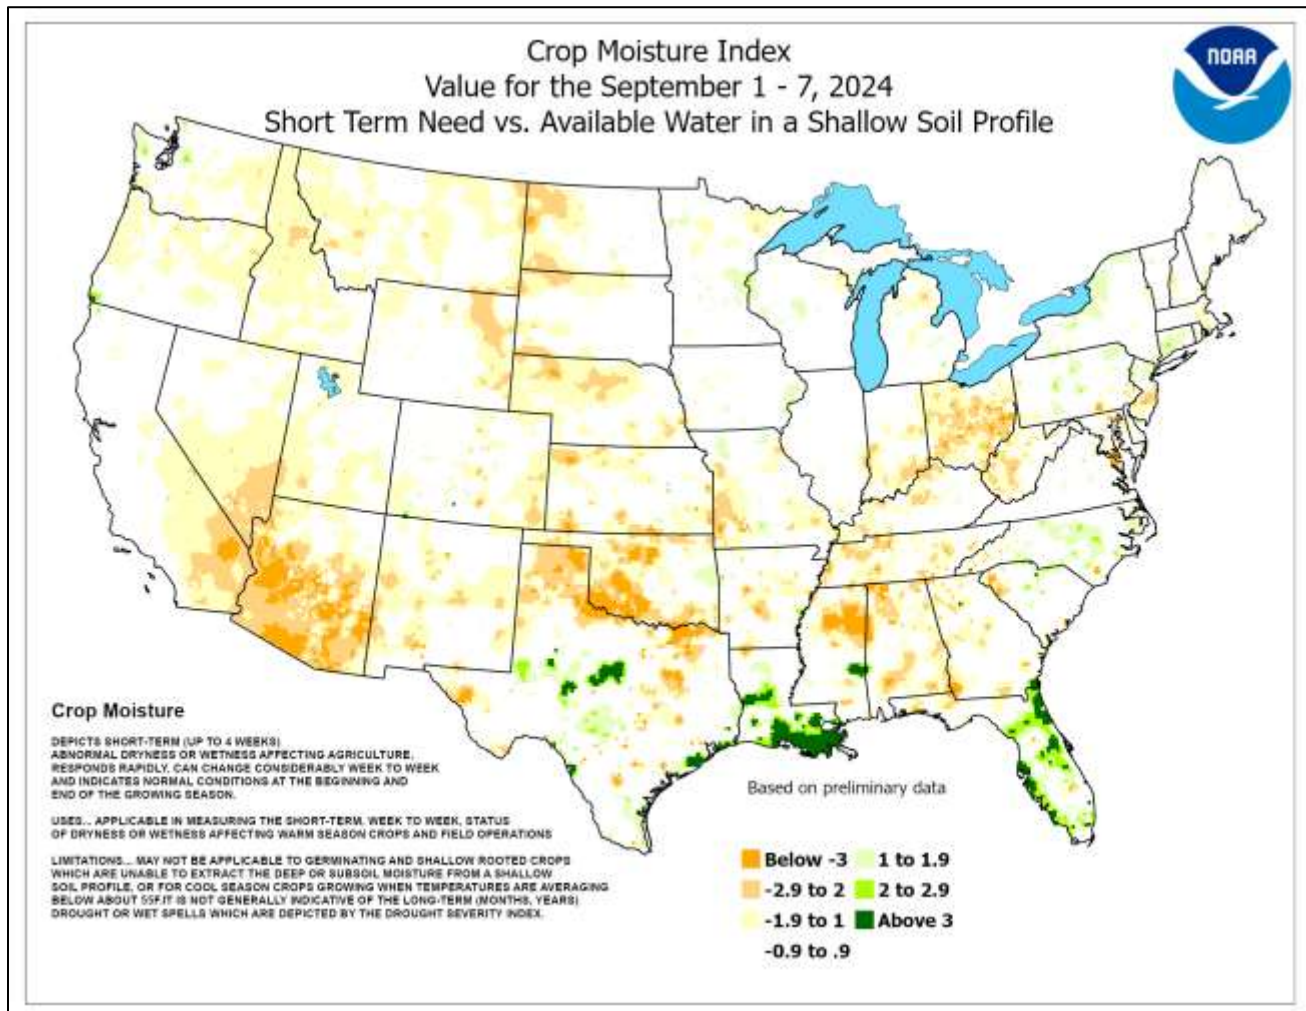 Crop Moisture Index
Value for the September 1 - 7, 2024
Short Term Need vs. Available Water in a Shallow Soil Profile
NOAA
Crop Moisture
DEPICTS SHORT-TERM (UP TO 4 WEEKS)
ABNORMAL DRYNESS OR WETNESS AFFECTING AGRICULTURE,
RESPONDS RAPIDLY, CAN CHANGE CONSIDERABLY WEEK TO WEEK
AND INDICATES NORMAL CONDITIONS AT THE BEGINNING AND
END OF THE GROWING SEASON.
USES... APPLICABLE IN MEASURING THE SHORT-TERM, WEEK TO WEEK, STATUS
OF DRYNESS OR WETNESS AFFECTING WARM SEASON CROPS AND FIELD OPERATIONS
LIMITATIONS... MAY NOT BE APPLICABLE TO GERMINATING AND SHALLOW ROOTED CROPS
WHICH ARE UNABLE TO EXTRACT THE DEEP OR SUBSOIL MOISTURE FROM A SHALLOW
SOIL PROFILE, OR FOR COOL SEASON CROPS GROWING WHEN TEMPERATURES ARE AVERAGING
BELOW ABOUT 55F.IT IS NOT GENERALLY INDICATIVE OF THE LONG-TERM (MONTHS, YEARS)
DROUGHT OR WET SPELLS WHICH ARE DEPICTED BY THE DROUGHT SEVERITY INDEX.
Based on preliminary data
Below -3
-2.9 to 2
-1.9 to 1
-0.9 to .9
1 to 1.9
2 to 2.9
Above 3